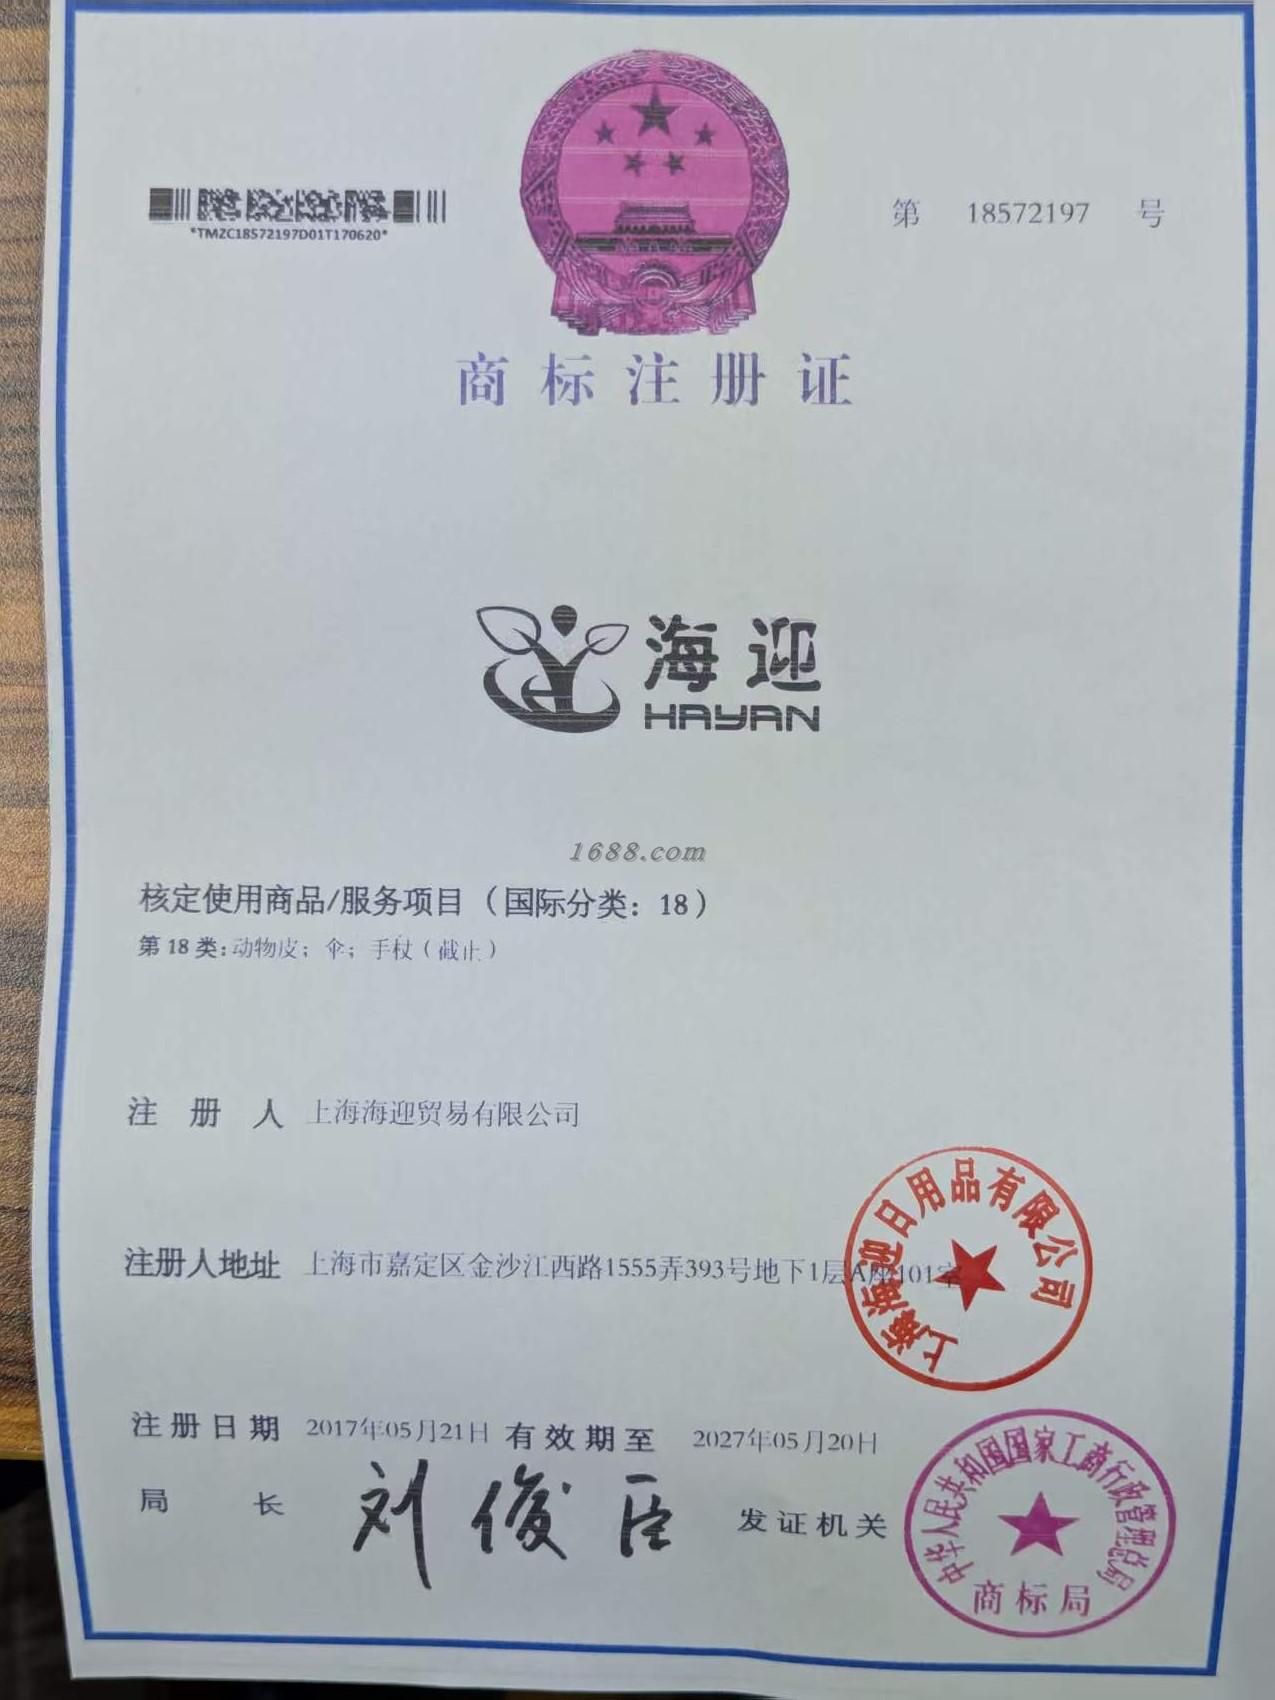 *TMZC18572197D01T170620*
第 18572197 号
商标注册证
海迎
HAYAN
1688.com
核定使用商品/服务项目（国际分类：18）
第18类：动物皮；伞；手杖（截止）
注册人 上海海迎贸易有限公司
注册人地址 上海市嘉定区金沙江西路1555弄393号地下1层A座101室
上海海迎日用品有限公司
注册日期 2017年05月21日 有效期至 2027年05月20日
局长 刘俊臣 发证机关
中华人民共和国国家工商行政管理总局
商标局